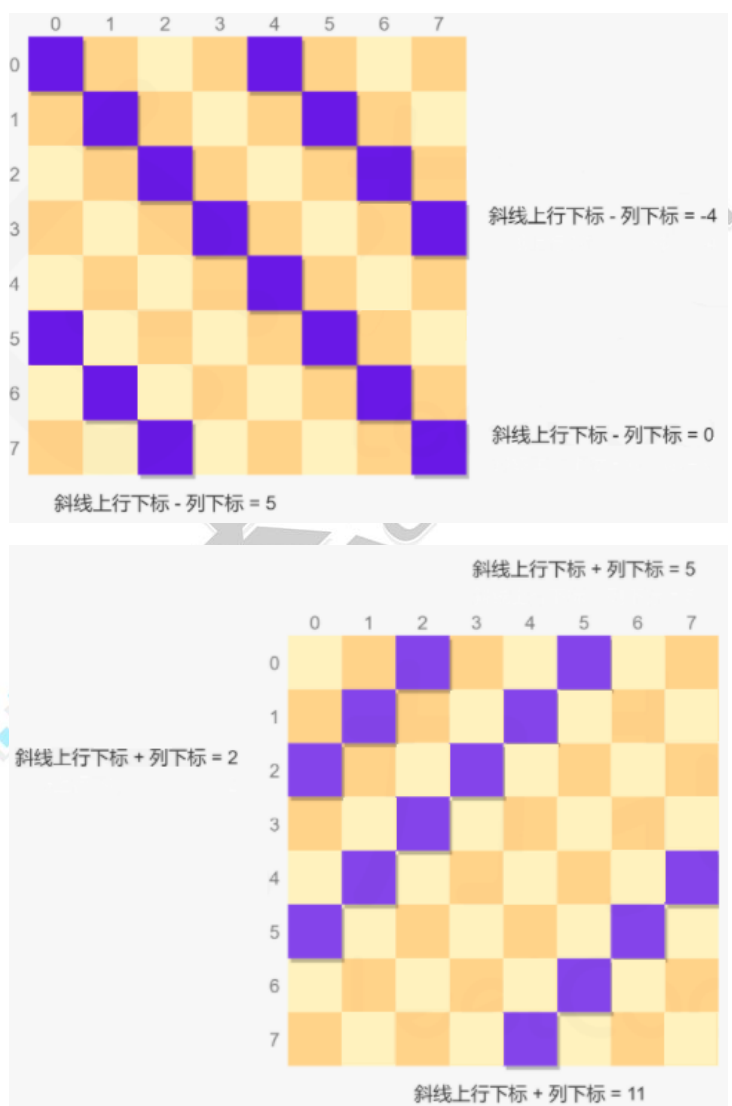 0 1 2 3 4 5 6 7
0
1
2
斜线上行下标 - 列下标 = -4
3
4
5
6
斜线上行下标 - 列下标 = 0
7
斜线上行下标 - 列下标 = 5
斜线上行下标 + 列下标 = 5
0 1 2 3 4 5 6 7
0
1
斜线上行下标 + 列下标 = 2
2
3
4
5
6
7
斜线上行下标 + 列下标 = 11